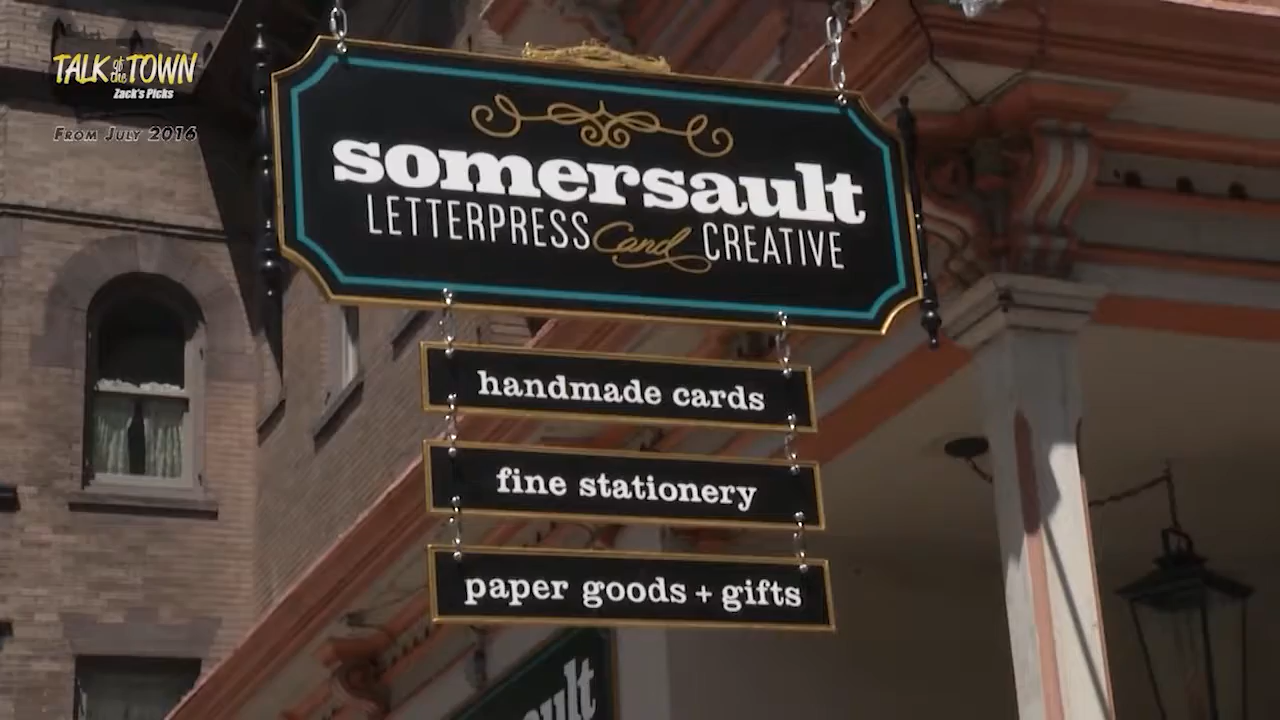 TALK of the TOWN
Zack's Picks
From July 2016
somersault
LETTERPRESS and CREATIVE
handmade cards
fine stationery
paper goods + gifts
ault